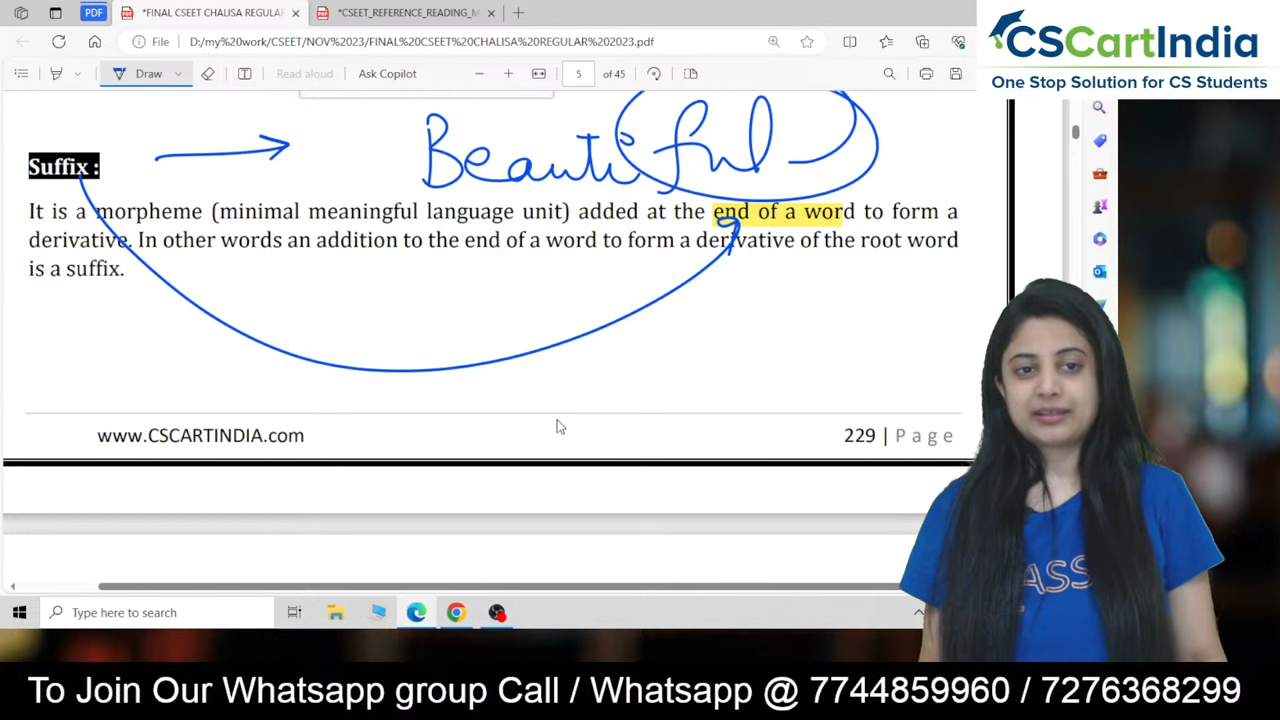 PDF
*FINAL CSEET CHALISA REGULAR
*CSEET_REFERENCE_READING_M
File
D:/my%20work/CSEET/NOV%2023/FINAL%20CSEET%20CHALISA%20REGULAR%202023.pdf
Draw
Read aloud
Ask Copilot
5
of 45
CSCartIndia
One Stop Solution for CS Students
Beautiful
Suffix :
It is a morpheme (minimal meaningful language unit) added at the end of a word to form a
derivative. In other words an addition to the end of a word to form a derivative of the root word
is a suffix.
www.CSCARTINDIA.com
229 | Page
ASS
Type here to search
To Join Our Whatsapp group Call / Whatsapp @ 7744859960 / 7276368299